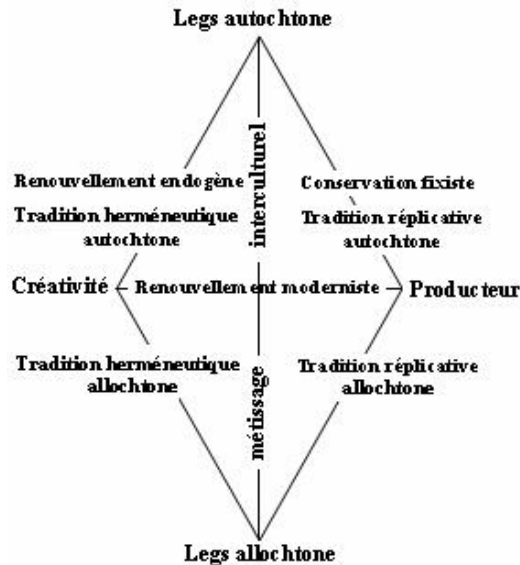 Legs autochtone
interculturel
Renouvellement endogène
Conservation fixiste
Tradition herméneutique
autochtone
Tradition réplicative
autochtone
Créativité
Renouvellement moderniste
Producteur
Tradition herméneutique
allochtone
Tradition réplicative
allochtone
métissage
Legs allochtone